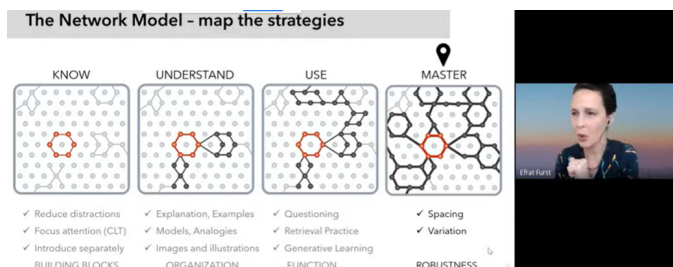 The Network Model – map the strategies
KNOW
UNDERSTAND
USE
MASTER
✓ Reduce distractions
✓ Focus attention (CLT)
✓ Introduce separately
BUILDING BLOCKS
✓ Explanation, Examples
✓ Models, Analogies
✓ Images and illustrations
ORGANIZATION
✓ Questioning
✓ Retrieval Practice
✓ Generative Learning
FUNCTION
✓ Spacing
✓ Variation
ROBUSTNESS
Efrat Furst